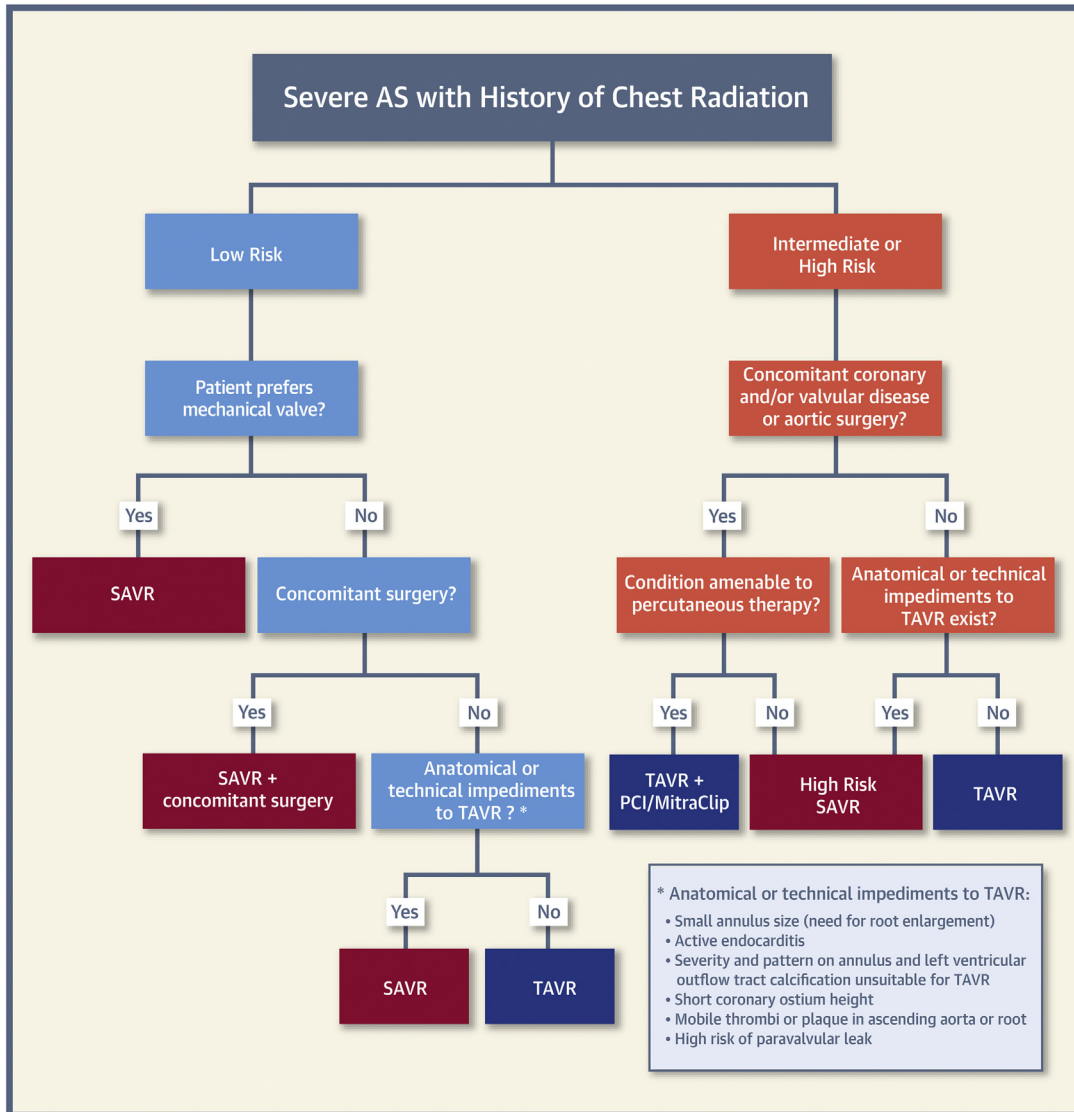 Severe AS with History of Chest Radiation
Low Risk
Intermediate or
High Risk
Patient prefers
mechanical valve?
Concomitant coronary
and/or valvular disease
or aortic surgery?
Yes
No
Yes
No
SAVR
Concomitant surgery?
Condition amenable to
percutaneous therapy?
Anatomical or technical
impediments to
TAVR exist?
Yes
No
Yes
No
Yes
No
SAVR +
concomitant surgery
Anatomical or
technical impediments
to TAVR ? *
TAVR +
PCI/MitraClip
High Risk
SAVR
TAVR
Yes
No
SAVR
TAVR
* Anatomical or technical impediments to TAVR:
• Small annulus size (need for root enlargement)
• Active endocarditis
• Severity and pattern on annulus and left ventricular
outflow tract calcification unsuitable for TAVR
• Short coronary ostium height
• Mobile thrombi or plaque in ascending aorta or root
• High risk of paravalvular leak